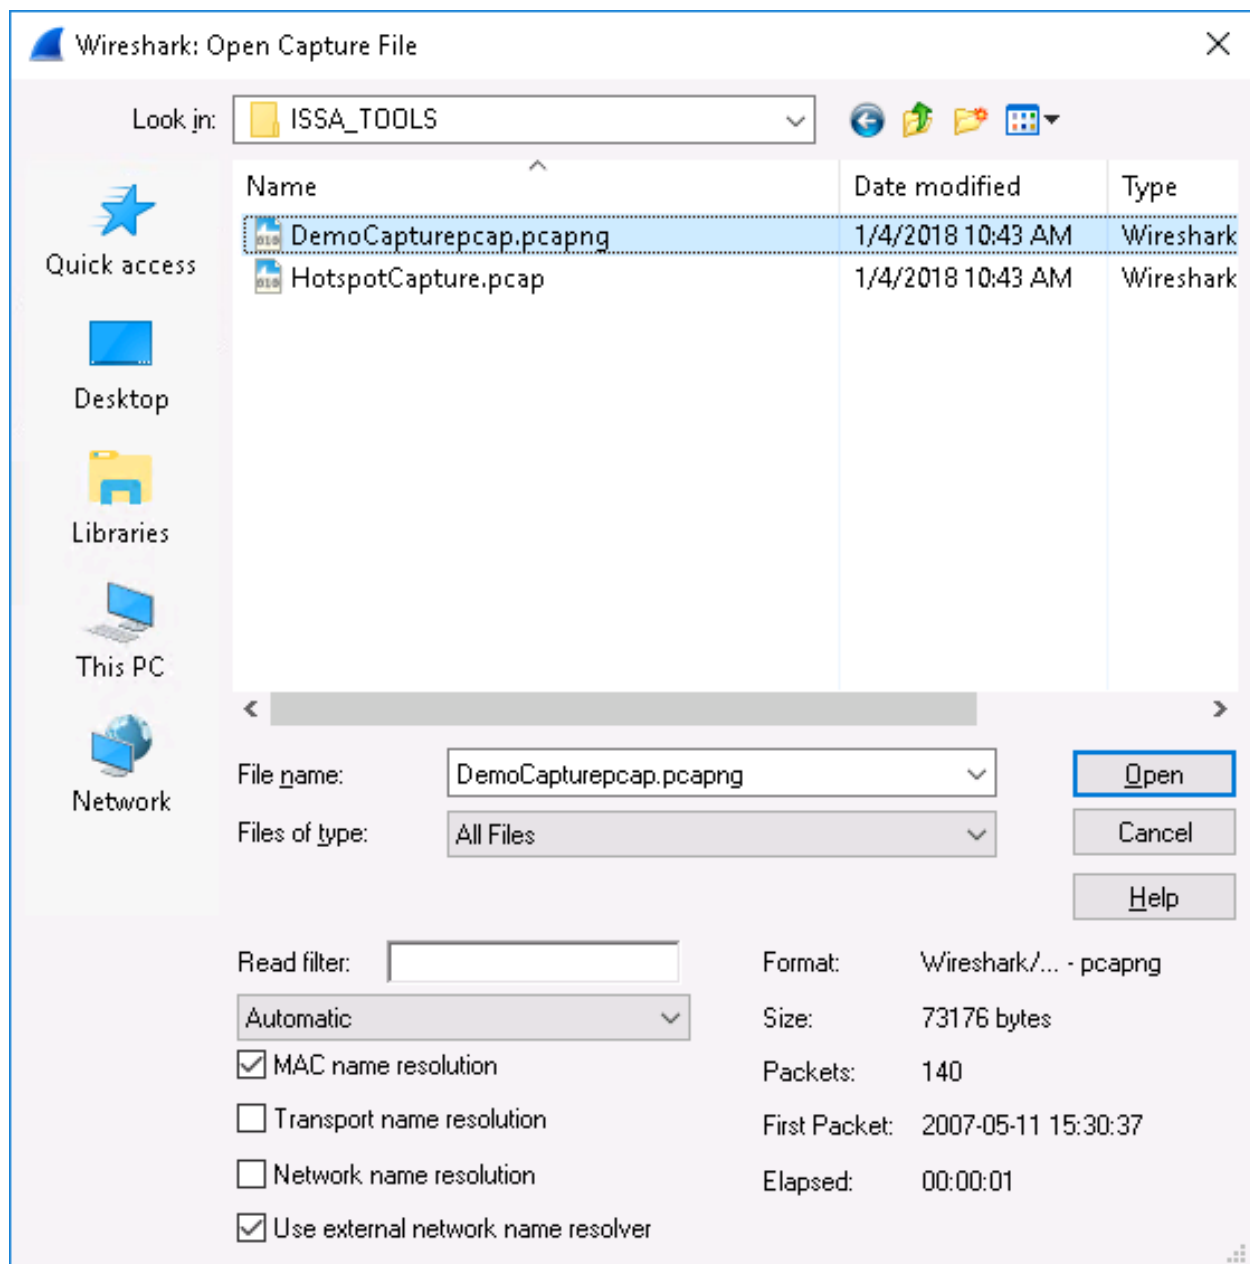 Wireshark: Open Capture File
Look in: ISSA_TOOLS
Name Date modified Type
DemoCapturepcap.pcapng 1/4/2018 10:43 AM Wireshark
HotspotCapture.pcap 1/4/2018 10:43 AM Wireshark
Quick access
Desktop
Libraries
This PC
Network
File name: DemoCapturepcap.pcapng Open
Files of type: All Files Cancel
Help
Read filter: Format: Wireshark/... - pcapng
Automatic Size: 73176 bytes
MAC name resolution Packets: 140
Transport name resolution First Packet: 2007-05-11 15:30:37
Network name resolution Elapsed: 00:00:01
Use external network name resolver